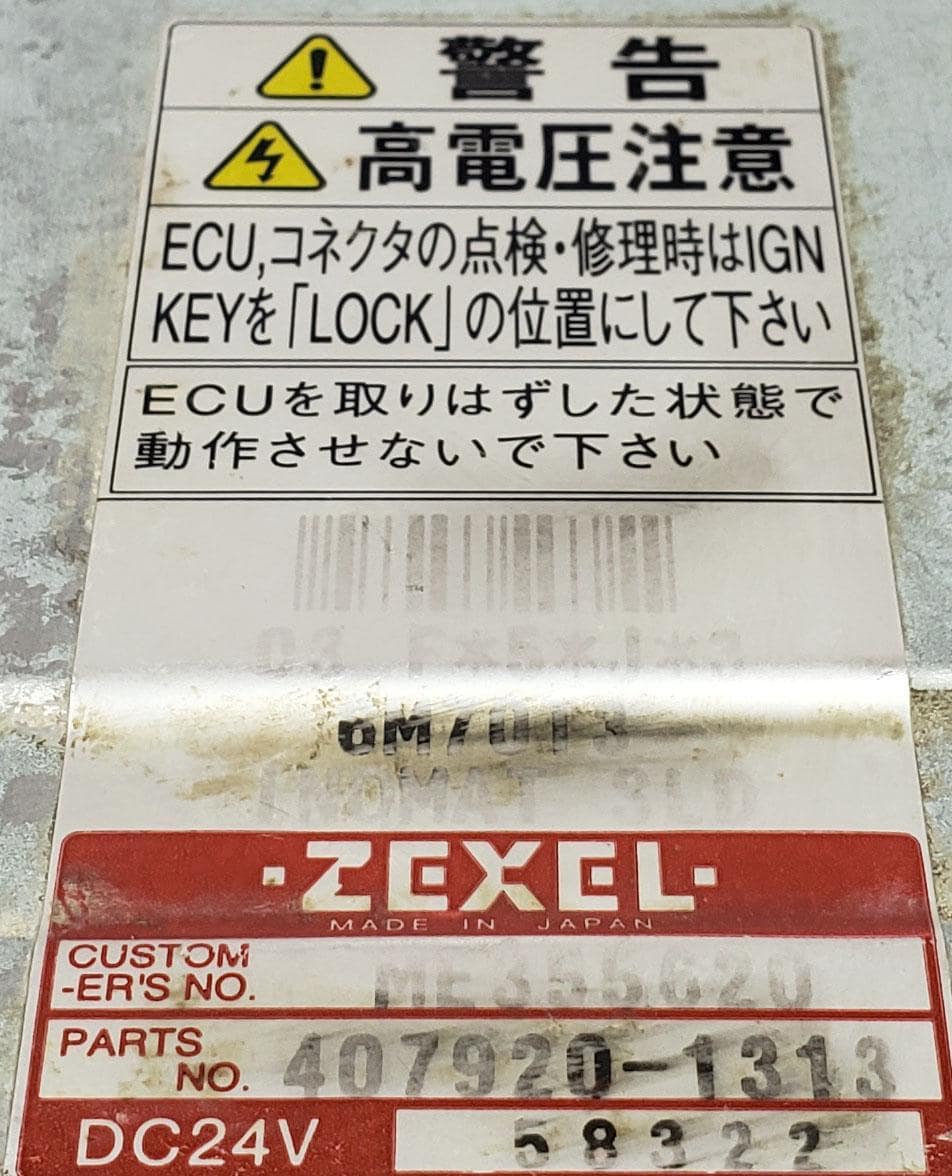 警告
高電圧注意
ECU,コネクタの点検・修理時はIGN
KEYを「LOCK」の位置にして下さい
ECUを取りはずした状態で
動作させないで下さい
6M70T3
INOMAT 3LD
・ZEXEL・
MADE IN JAPAN
CUSTOM
-ER'S NO. ME355620
PARTS
NO. 407920-1313
DC24V 58322